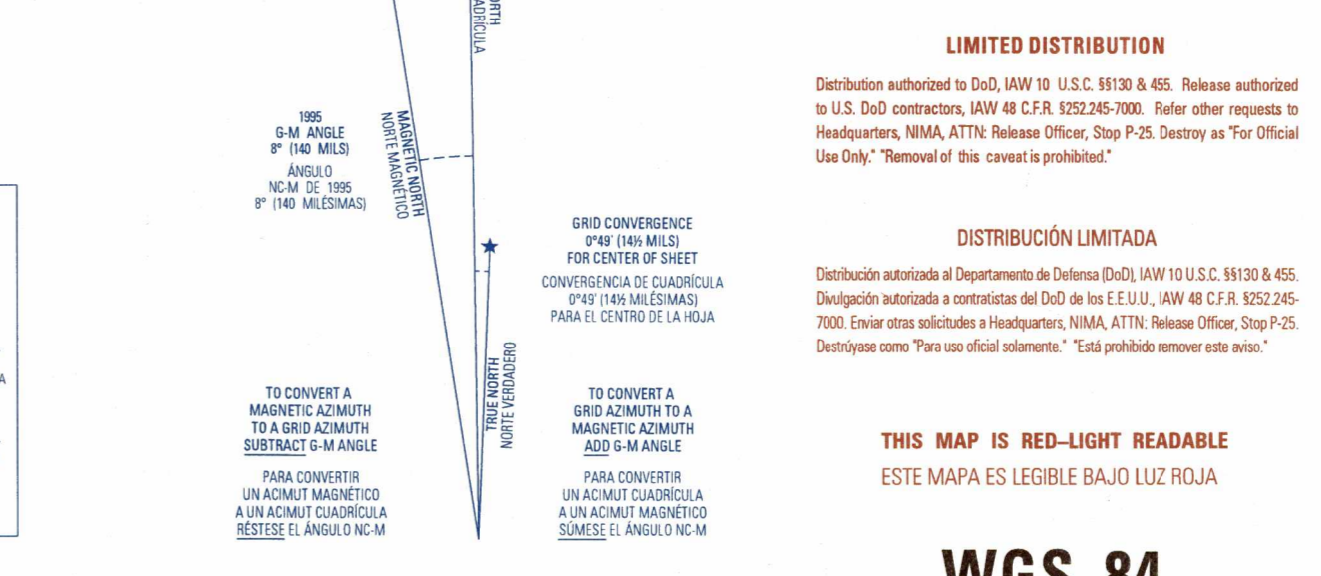 LIMITED DISTRIBUTION
Distribution authorized to DoD, IAW 10 U.S.C. §§130 & 455. Release authorized
to U.S. DoD contractors, IAW 48 C.F.R. §252.245-7000. Refer other requests to
Headquarters, NIMA, ATTN: Release Officer, Stop P-25. Destroy as "For Official
Use Only." "Removal of this caveat is prohibited."
1995
G-M ANGLE
8° (140 MILS)
ÁNGULO
NC-M DE 1995
8° (140 MILÉSIMAS)
MAGNETIC NORTH
NORTE MAGNÉTICO
GRID CONVERGENCE
0°49' (14½ MILS)
FOR CENTER OF SHEET
CONVERGENCIA DE CUADRÍCULA
0°49' (14½ MILÉSIMAS)
PARA EL CENTRO DE LA HOJA
DISTRIBUCIÓN LIMITADA
Distribución autorizada al Departamento de Defensa (DoD), IAW 10 U.S.C. §§130 & 455.
Divulgación autorizada a contratistas del DoD de los E.E.U.U., IAW 48 C.F.R. §252.245-
7000. Enviar otras solicitudes a Headquarters, NIMA, ATTN: Release Officer, Stop P-25.
Destrúyase como "Para uso oficial solamente." "Está prohibido remover este aviso."
TRUE NORTH
NORTE VERDADERO
TO CONVERT A
MAGNETIC AZIMUTH
TO A GRID AZIMUTH
SUBTRACT G-M ANGLE
PARA CONVERTIR
UN ACIMUT MAGNÉTICO
A UN ACIMUT CUADRÍCULA
RÉSTESE EL ÁNGULO NC-M
TO CONVERT A
GRID AZIMUTH TO A
MAGNETIC AZIMUTH
ADD G-M ANGLE
PARA CONVERTIR
UN ACIMUT CUADRÍCULA
A UN ACIMUT MAGNÉTICO
SÚMESE EL ÁNGULO NC-M
THIS MAP IS RED–LIGHT READABLE
ESTE MAPA ES LEGIBLE BAJO LUZ ROJA
WGS 84